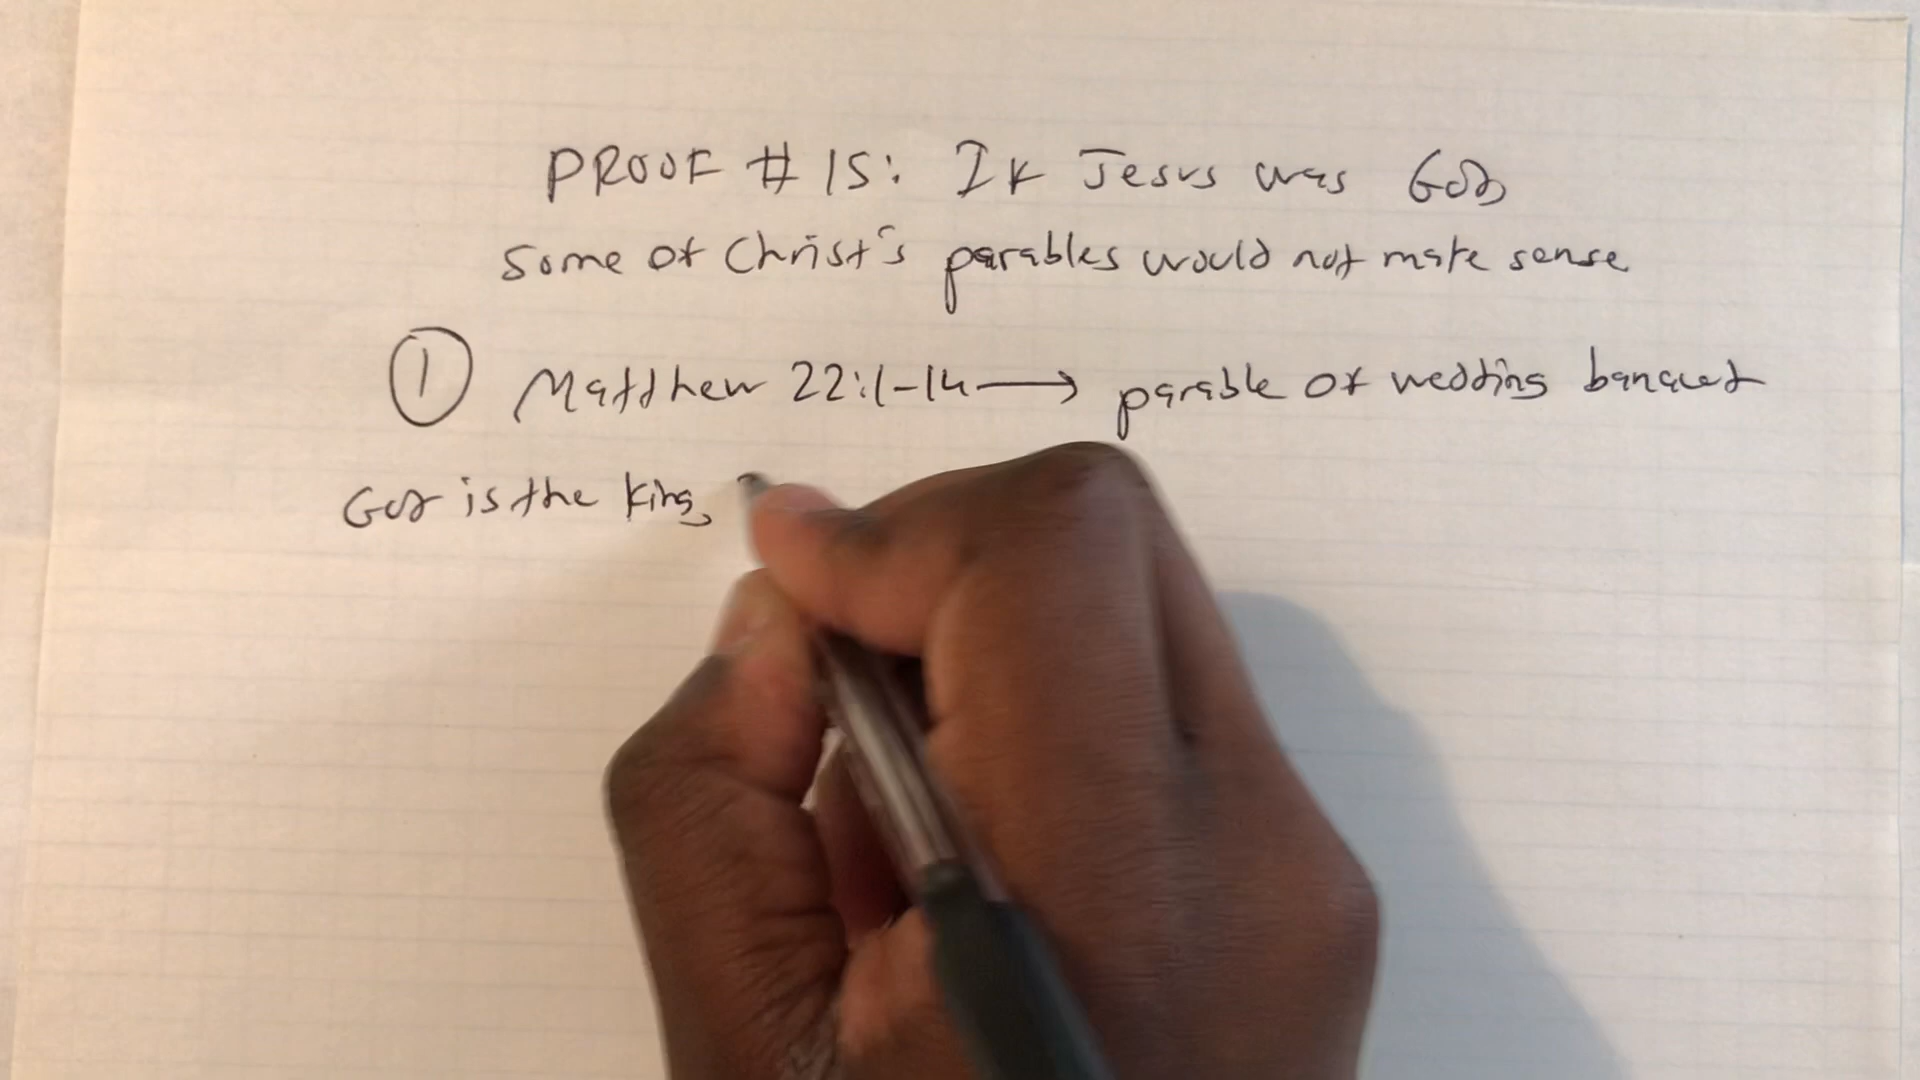 PROOF # 15: If Jesus was God
some of Christ's parables would not make sense
1 Matthew 22:1-14 → parable of wedding banquet
God is the King,